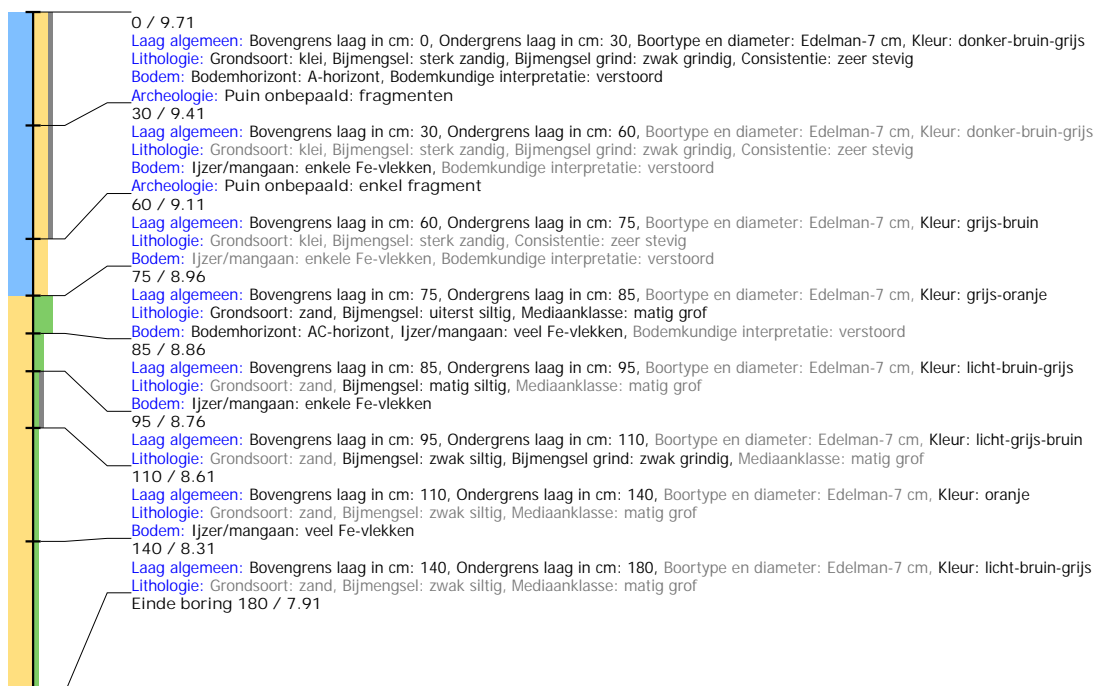 0 / 9.71
Laag algemeen: Bovengrens laag in cm: 0, Ondergrens laag in cm: 30, Boortype en diameter: Edelman-7 cm, Kleur: donker-bruin-grijs
Lithologie: Grondsoort: klei, Bijmengsel: sterk zandig, Bijmengsel grind: zwak grindig, Consistentie: zeer stevig
Bodem: Bodemhorizont: A-horizont, Bodemkundige interpretatie: verstoord
Archeologie: Puin onbepaald: fragmenten
30 / 9.41
Laag algemeen: Bovengrens laag in cm: 30, Ondergrens laag in cm: 60, Boortype en diameter: Edelman-7 cm, Kleur: donker-bruin-grijs
Lithologie: Grondsoort: klei, Bijmengsel: sterk zandig, Bijmengsel grind: zwak grindig, Consistentie: zeer stevig
Bodem: Ijzer/mangaan: enkele Fe-vlekken, Bodemkundige interpretatie: verstoord
Archeologie: Puin onbepaald: enkel fragment
60 / 9.11
Laag algemeen: Bovengrens laag in cm: 60, Ondergrens laag in cm: 75, Boortype en diameter: Edelman-7 cm, Kleur: grijs-bruin
Lithologie: Grondsoort: klei, Bijmengsel: sterk zandig, Consistentie: zeer stevig
Bodem: Ijzer/mangaan: enkele Fe-vlekken, Bodemkundige interpretatie: verstoord
75 / 8.96
Laag algemeen: Bovengrens laag in cm: 75, Ondergrens laag in cm: 85, Boortype en diameter: Edelman-7 cm, Kleur: grijs-oranje
Lithologie: Grondsoort: zand, Bijmengsel: uiterst siltig, Mediaanklasse: matig grof
Bodem: Bodemhorizont: AC-horizont, Ijzer/mangaan: veel Fe-vlekken, Bodemkundige interpretatie: verstoord
85 / 8.86
Laag algemeen: Bovengrens laag in cm: 85, Ondergrens laag in cm: 95, Boortype en diameter: Edelman-7 cm, Kleur: licht-bruin-grijs
Lithologie: Grondsoort: zand, Bijmengsel: matig siltig, Mediaanklasse: matig grof
Bodem: Ijzer/mangaan: enkele Fe-vlekken
95 / 8.76
Laag algemeen: Bovengrens laag in cm: 95, Ondergrens laag in cm: 110, Boortype en diameter: Edelman-7 cm, Kleur: licht-grijs-bruin
Lithologie: Grondsoort: zand, Bijmengsel: zwak siltig, Bijmengsel grind: zwak grindig, Mediaanklasse: matig grof
110 / 8.61
Laag algemeen: Bovengrens laag in cm: 110, Ondergrens laag in cm: 140, Boortype en diameter: Edelman-7 cm, Kleur: oranje
Lithologie: Grondsoort: zand, Bijmengsel: zwak siltig, Mediaanklasse: matig grof
Bodem: Ijzer/mangaan: veel Fe-vlekken
140 / 8.31
Laag algemeen: Bovengrens laag in cm: 140, Ondergrens laag in cm: 180, Boortype en diameter: Edelman-7 cm, Kleur: licht-bruin-grijs
Lithologie: Grondsoort: zand, Bijmengsel: zwak siltig, Mediaanklasse: matig grof
Einde boring 180 / 7.91